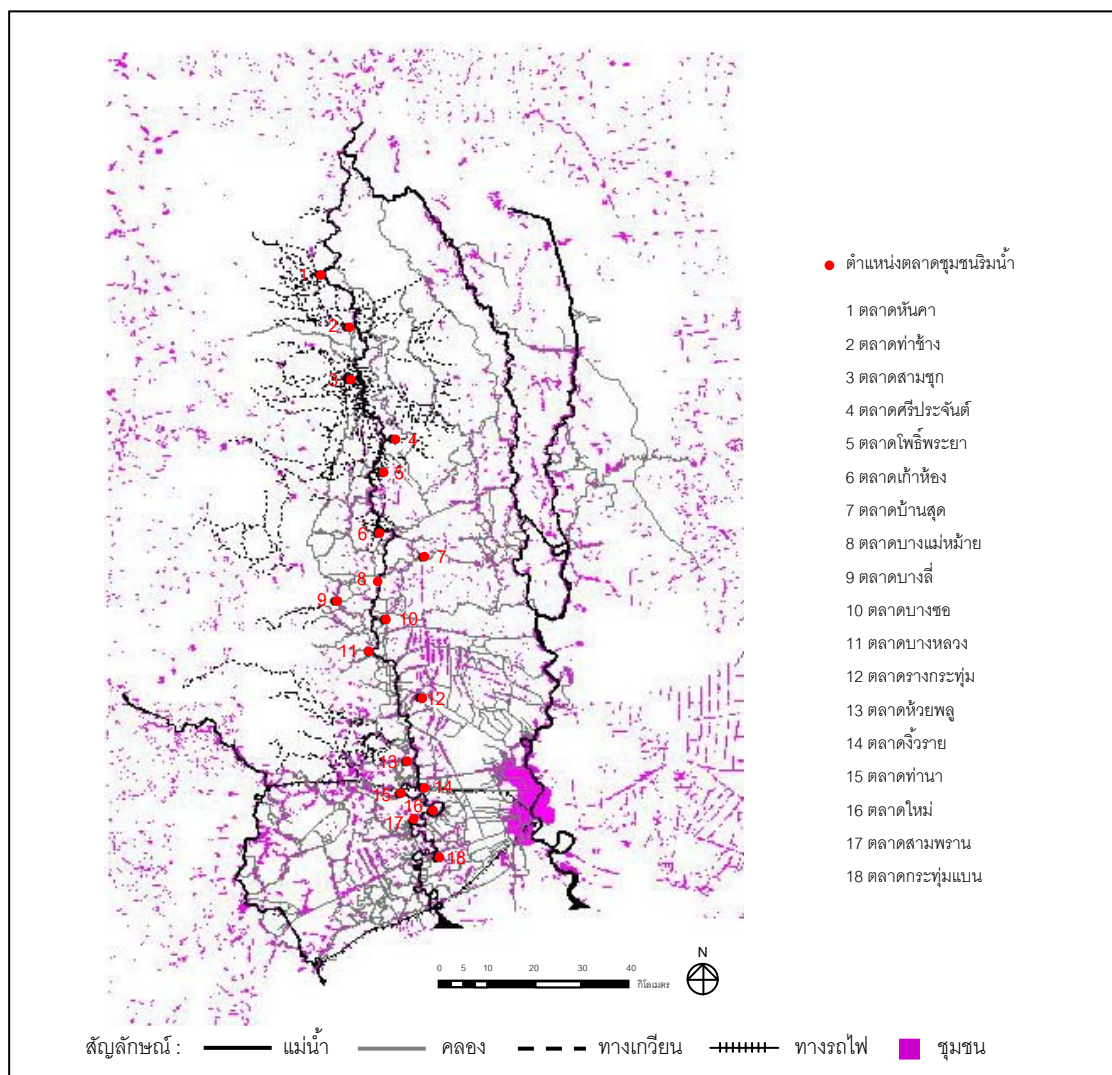 1
2
3
4
5
6
7
8
9
10
11
12
13
14
15
16
17
18
ตำแหน่งตลาดชุมชนริมน้ำ
1 ตลาดหันคา
2 ตลาดท่าช้าง
3 ตลาดสามชุก
4 ตลาดศรีประจันต์
5 ตลาดโพธิ์พระยา
6 ตลาดเก้าห้อง
7 ตลาดบ้านสุด
8 ตลาดบางแม่หม้าย
9 ตลาดบางลี่
10 ตลาดบางซอ
11 ตลาดบางหลวง
12 ตลาดรางกระทุ่ม
13 ตลาดห้วยพลู
14 ตลาดงิ้วราย
15 ตลาดท่านา
16 ตลาดใหม่
17 ตลาดสามพราน
18 ตลาดกระทุ่มแบน
N
0 5 10 20 30 40
กิโลเมตร
สัญลักษณ์ : แม่น้ำ คลอง ทางเกวียน ทางรถไฟ ชุมชน